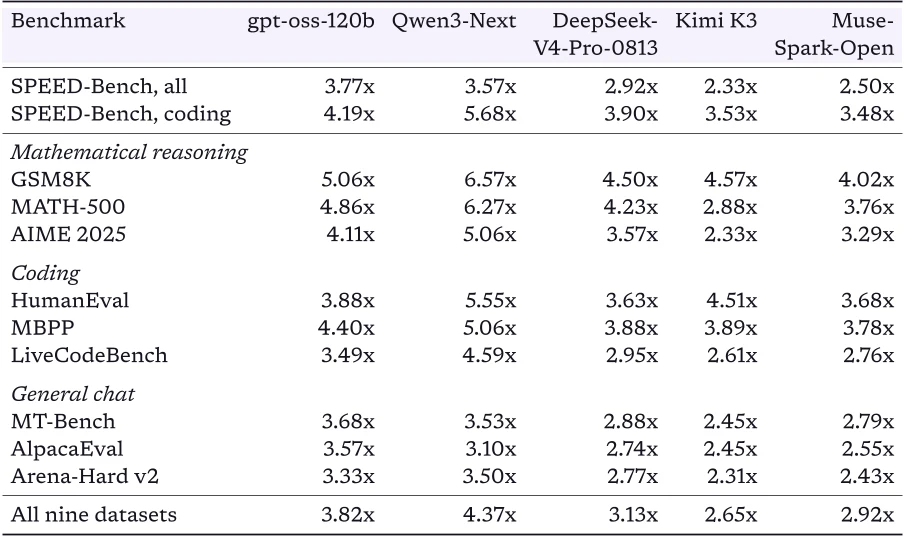 Benchmark gpt-oss-120b Qwen3-Next DeepSeek- Kimi K3 Muse-
V4-Pro-0813 Spark-Open
SPEED-Bench, all 3.77x 3.57x 2.92x 2.33x 2.50x
SPEED-Bench, coding 4.19x 5.68x 3.90x 3.53x 3.48x
Mathematical reasoning
GSM8K 5.06x 6.57x 4.50x 4.57x 4.02x
MATH-500 4.86x 6.27x 4.23x 2.88x 3.76x
AIME 2025 4.11x 5.06x 3.57x 2.33x 3.29x
Coding
HumanEval 3.88x 5.55x 3.63x 4.51x 3.68x
MBPP 4.40x 5.06x 3.88x 3.89x 3.78x
LiveCodeBench 3.49x 4.59x 2.95x 2.61x 2.76x
General chat
MT-Bench 3.68x 3.53x 2.88x 2.45x 2.79x
AlpacaEval 3.57x 3.10x 2.74x 2.45x 2.55x
Arena-Hard v2 3.33x 3.50x 2.77x 2.31x 2.43x
All nine datasets 3.82x 4.37x 3.13x 2.65x 2.92x